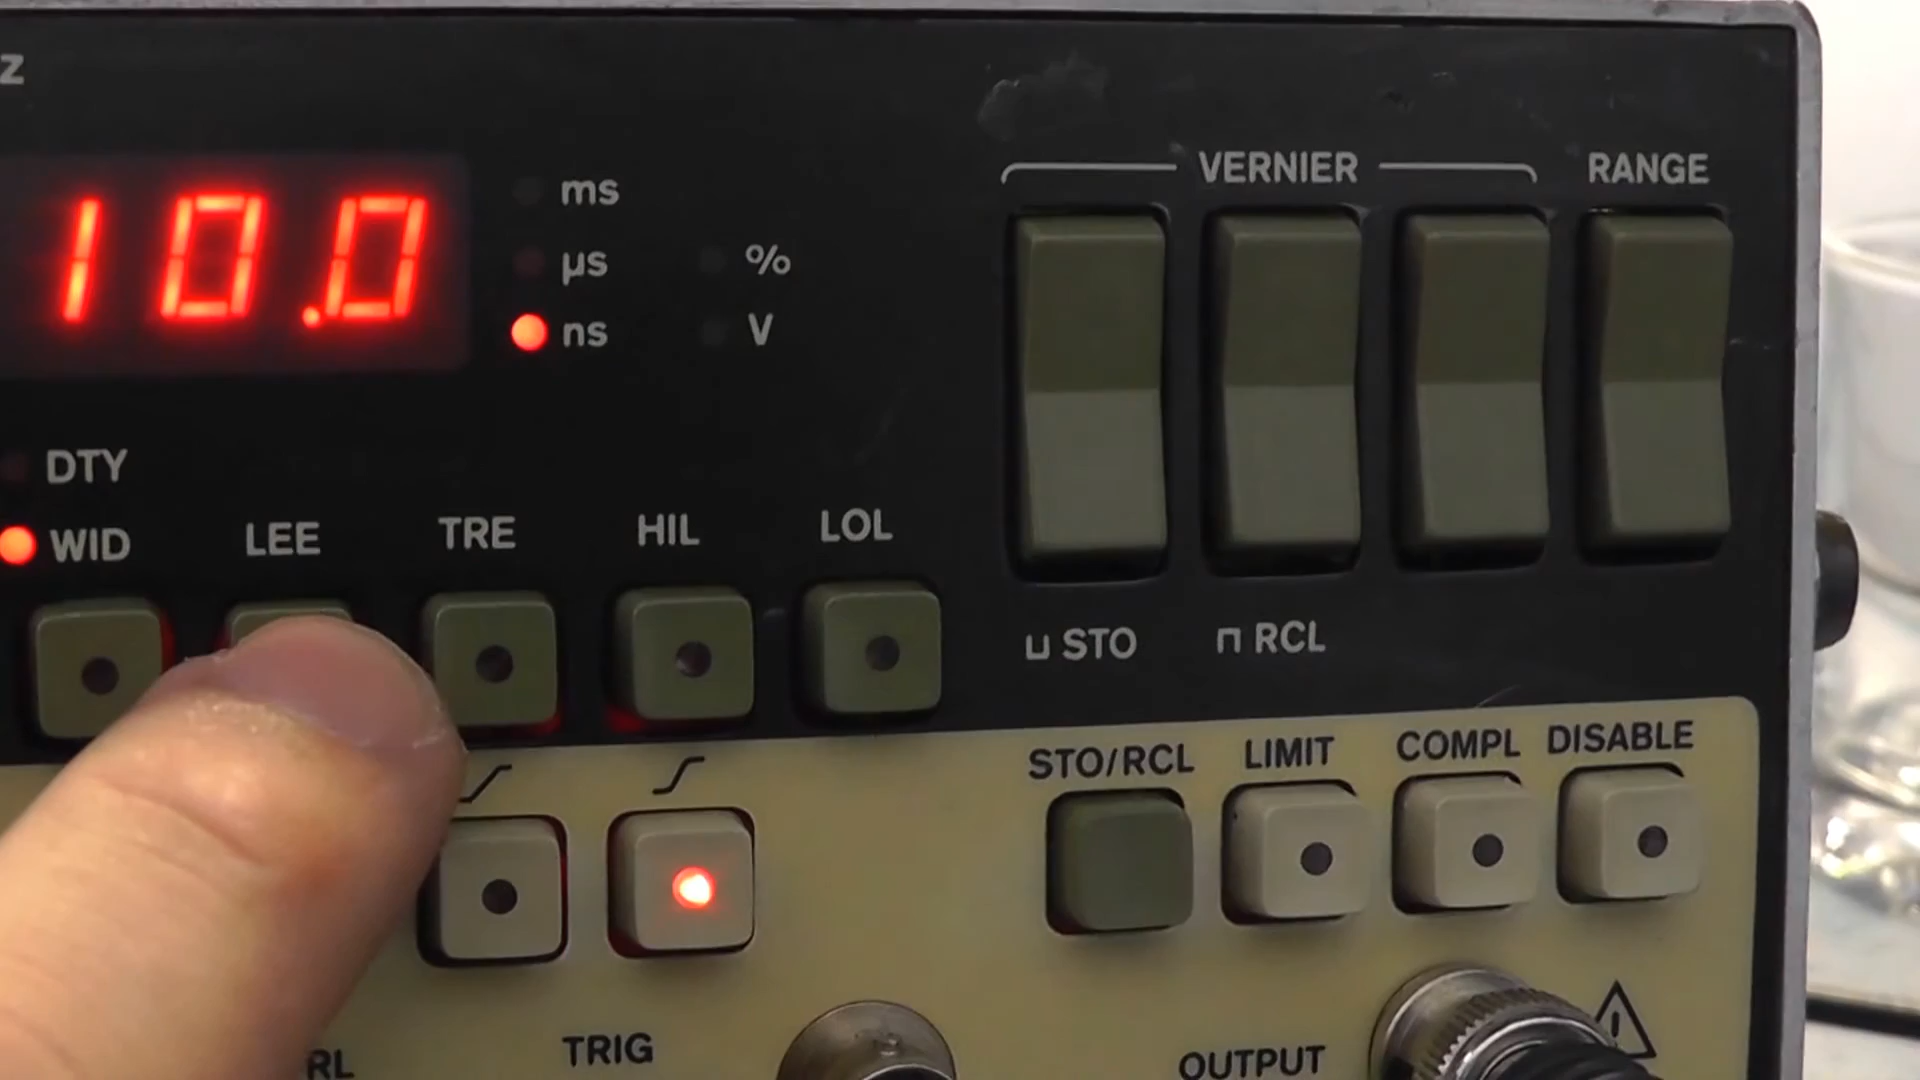 z
10.0
ms
µs
ns
%
V
VERNIER
RANGE
DTY
WID
LEE
TRE
HIL
LOL
STO
RCL
STO/RCL
LIMIT
COMPL
DISABLE
RL
TRIG
OUTPUT